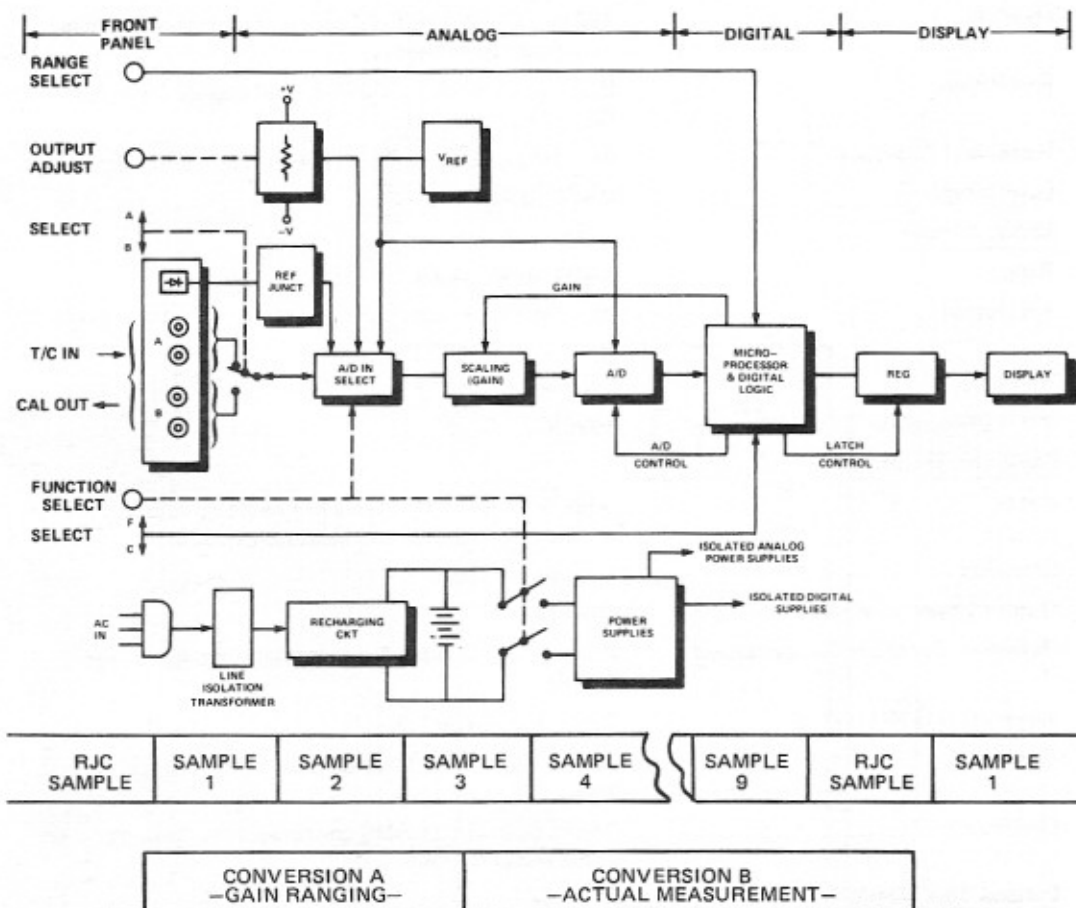 FRONT
PANEL
ANALOG
DIGITAL
DISPLAY
RANGE
SELECT
+V
OUTPUT
ADJUST
VREF
-V
SELECT
A
B
REF
JUNCT
GAIN
T/C IN
A
A/D IN
SELECT
SCALING
(GAIN)
A/D
MICRO-
PROCESSOR
& DIGITAL
LOGIC
REG
DISPLAY
CAL OUT
B
A/D
CONTROL
LATCH
CONTROL
FUNCTION
SELECT
SELECT
F
C
ISOLATED ANALOG
POWER SUPPLIES
AC
IN
RECHARGING
CKT
POWER
SUPPLIES
ISOLATED DIGITAL
SUPPLIES
LINE
ISOLATION
TRANSFORMER
RJC
SAMPLE
SAMPLE
1
SAMPLE
2
SAMPLE
3
SAMPLE
4
SAMPLE
9
RJC
SAMPLE
SAMPLE
1
CONVERSION A
–GAIN RANGING–
CONVERSION B
–ACTUAL MEASUREMENT–